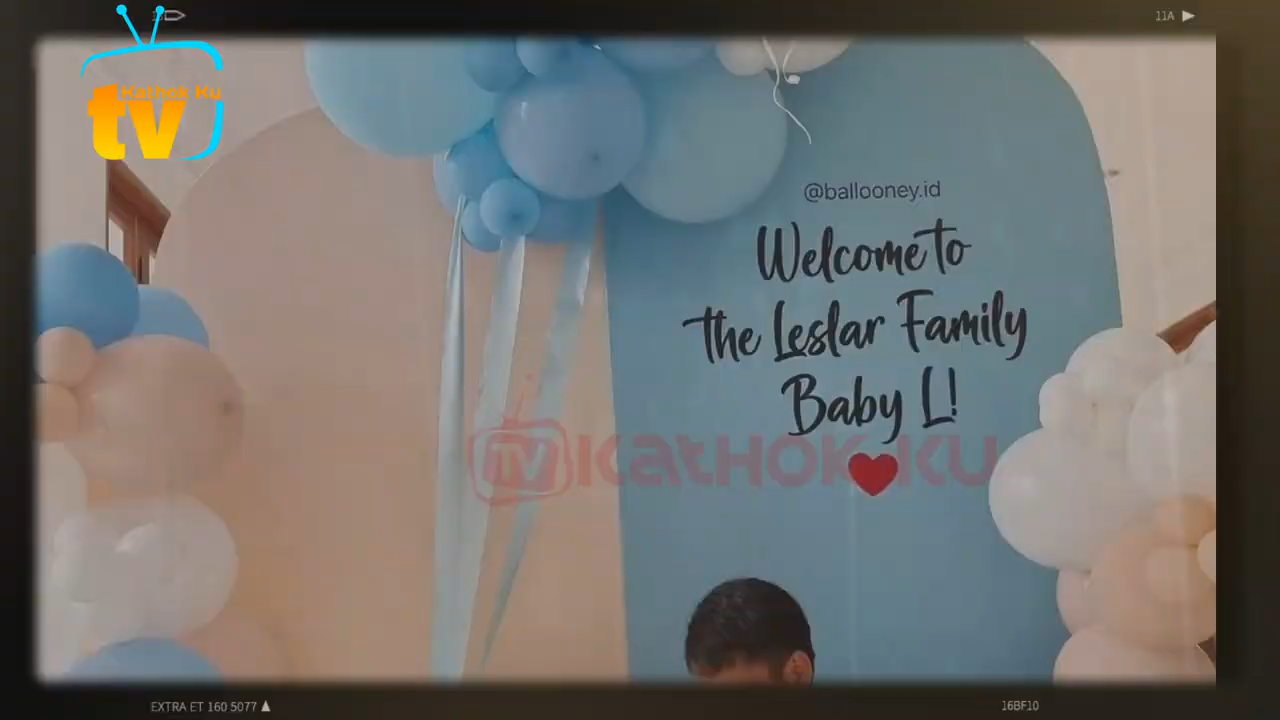 11A
Kathok Ku
tv
@ballooney.id
Welcome to
the Leslar Family
Baby L!
TV KATHOK KU
EXTRA ET 160 5077
16BF10